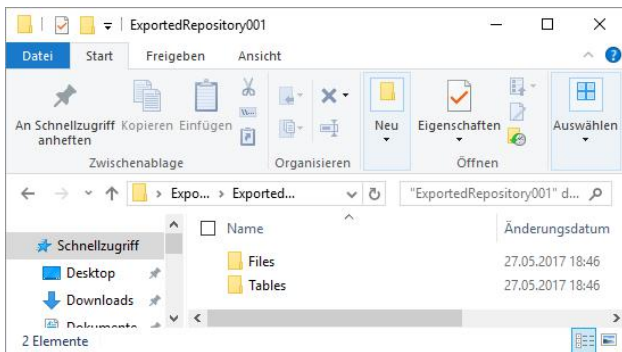 ExportedRepository001
Datei Start Freigeben Ansicht
An Schnellzugriff anheften
Kopieren
Einfügen
Neu
Eigenschaften
Auswählen
Zwischenablage Organisieren Öffnen
Expo... Exported... "ExportedRepository001" d...
Name Änderungsdatum
Schnellzugriff
Desktop
Downloads
Files 27.05.2017 18:46
Tables 27.05.2017 18:46
2 Elemente